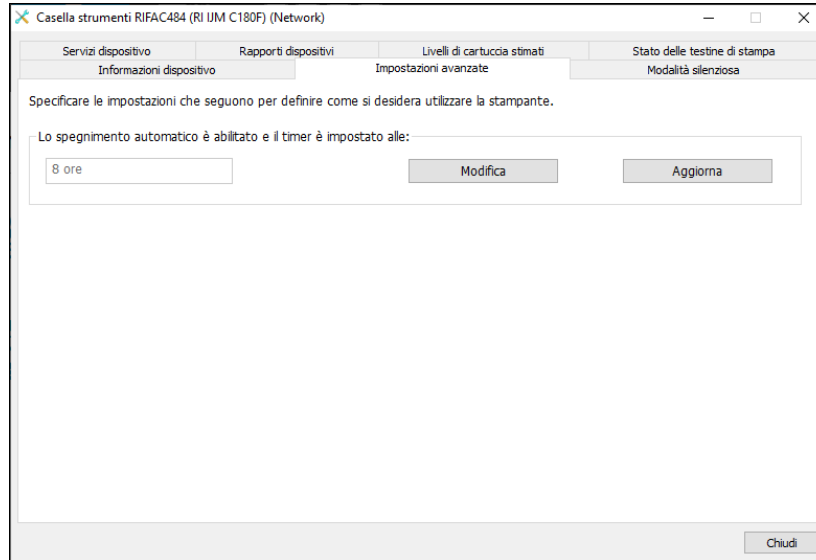 Casella strumenti RIFAC484 (RI IJM C180F) (Network)
Servizi dispositivo Rapporti dispositivi Livelli di cartuccia stimati Stato delle testine di stampa
Informazioni dispositivo Impostazioni avanzate Modalità silenziosa
Specificare le impostazioni che seguono per definire come si desidera utilizzare la stampante.
Lo spegnimento automatico è abilitato e il timer è impostato alle:
8 ore Modifica Aggiorna
Chiudi